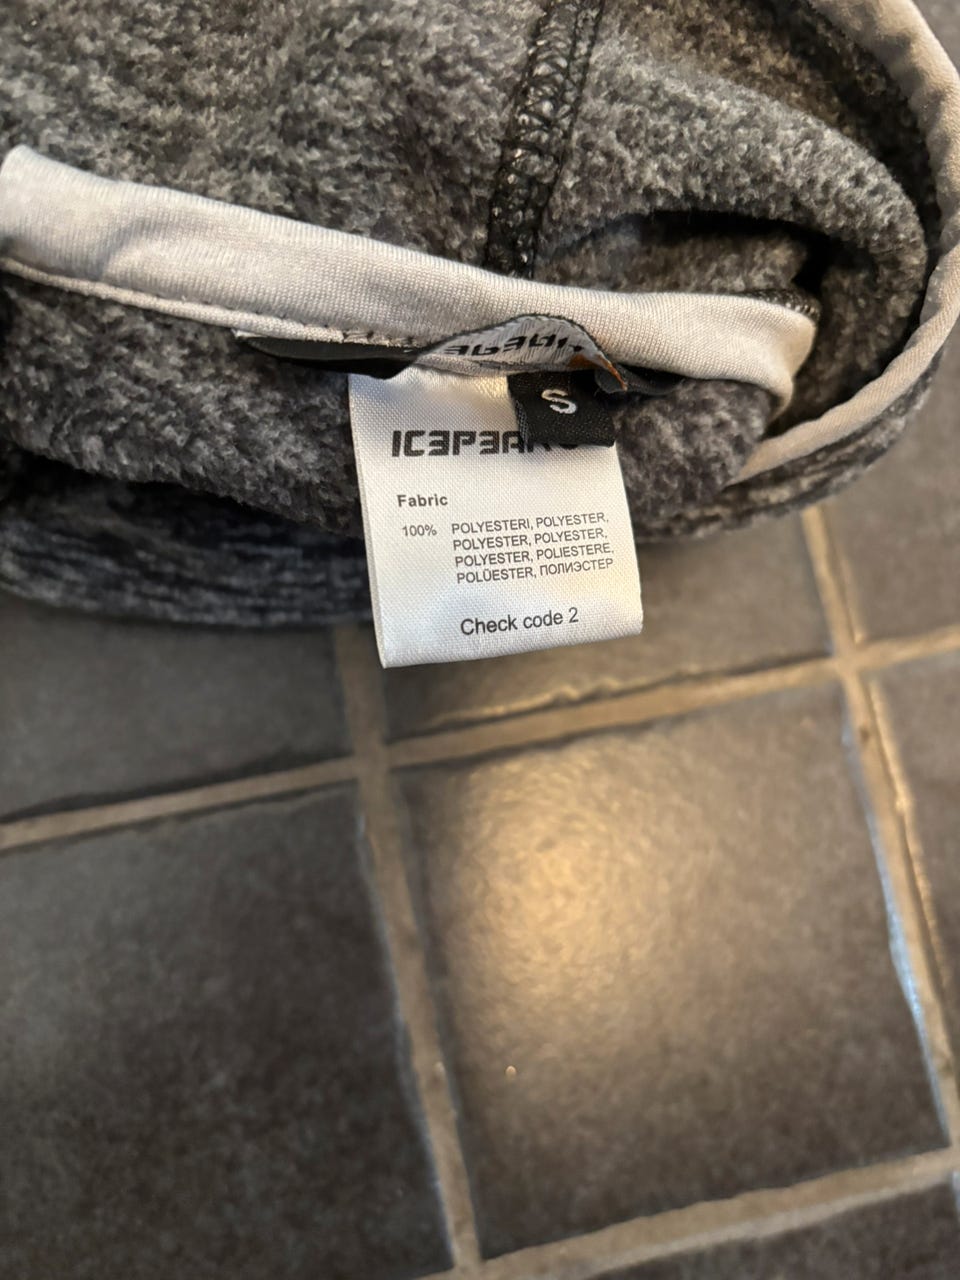 S
ICEPEAK
Fabric
100% POLYESTERI, POLYESTER,
POLYESTER, POLYESTER,
POLYESTER, POLIESTERE,
POLÜESTER, ПОЛИЭСТЕР
Check code 2